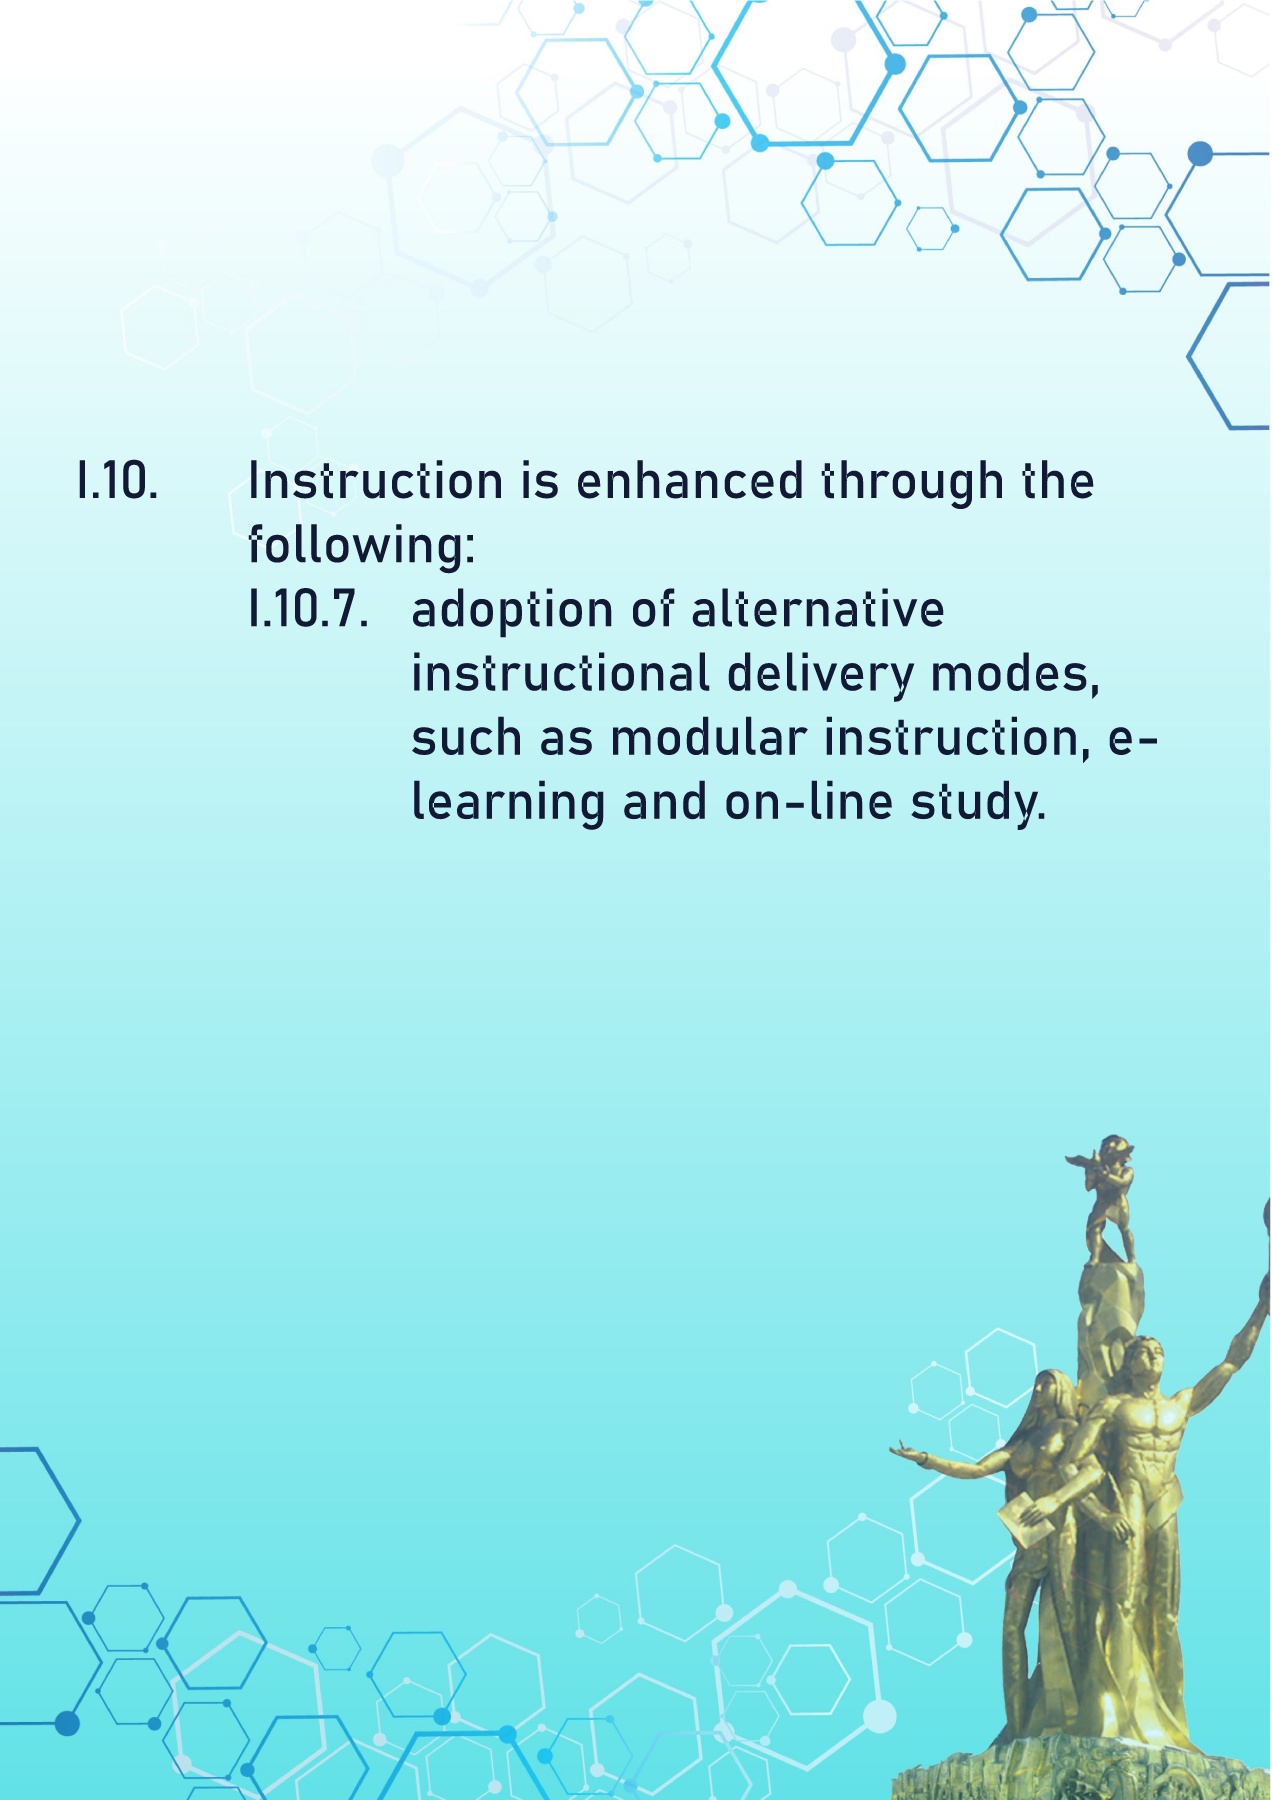 I.10. Instruction is enhanced through the
following:
I.10.7. adoption of alternative
instructional delivery modes,
such as modular instruction, e-
learning and on-line study.